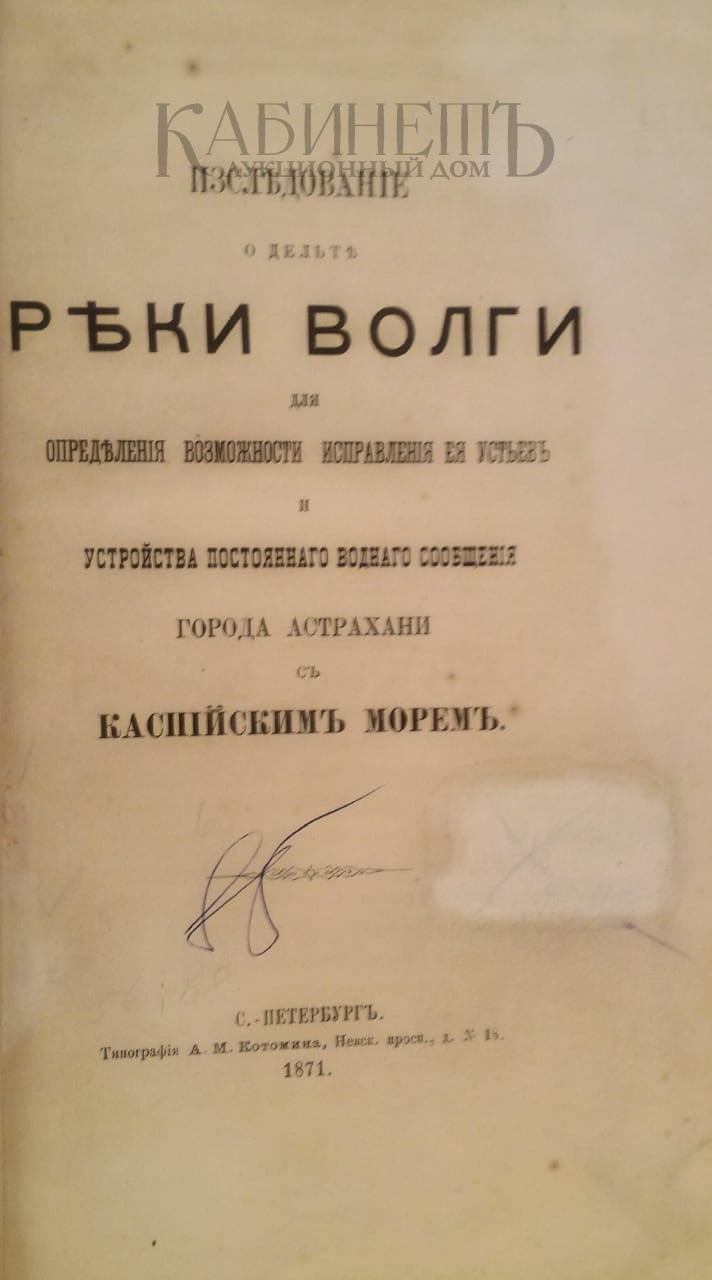 КАБИНЕТЪ
АУКЦИОННЫЙ ДОМ
ИЗСЛѢДОВАНІЕ
О ДЕЛЬТѢ
РѢКИ ВОЛГИ
ДЛЯ
ОПРЕДѢЛЕНІЯ ВОЗМОЖНОСТИ ИСПРАВЛЕНІЯ ЕЯ УСТЬЕВЪ
И
УСТРОЙСТВА ПОСТОЯННАГО ВОДНАГО СООБЩЕНІЯ
ГОРОДА АСТРАХАНИ
СЪ
КАСПІЙСКИМЪ МОРЕМЪ.
С.-ПЕТЕРБУРГЪ.
Типографія А. М. Котомина, Невск. просп., д. №
1871.